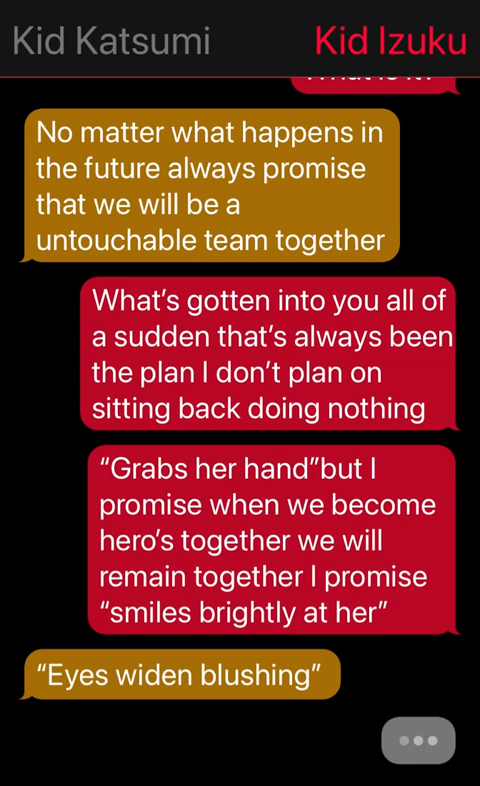 Kid Katsumi
Kid Izuku
No matter what happens in
the future always promise
that we will be a
untouchable team together
What's gotten into you all of
a sudden that's always been
the plan I don't plan on
sitting back doing nothing
“Grabs her hand”but I
promise when we become
hero's together we will
remain together I promise
“smiles brightly at her”
“Eyes widen blushing”